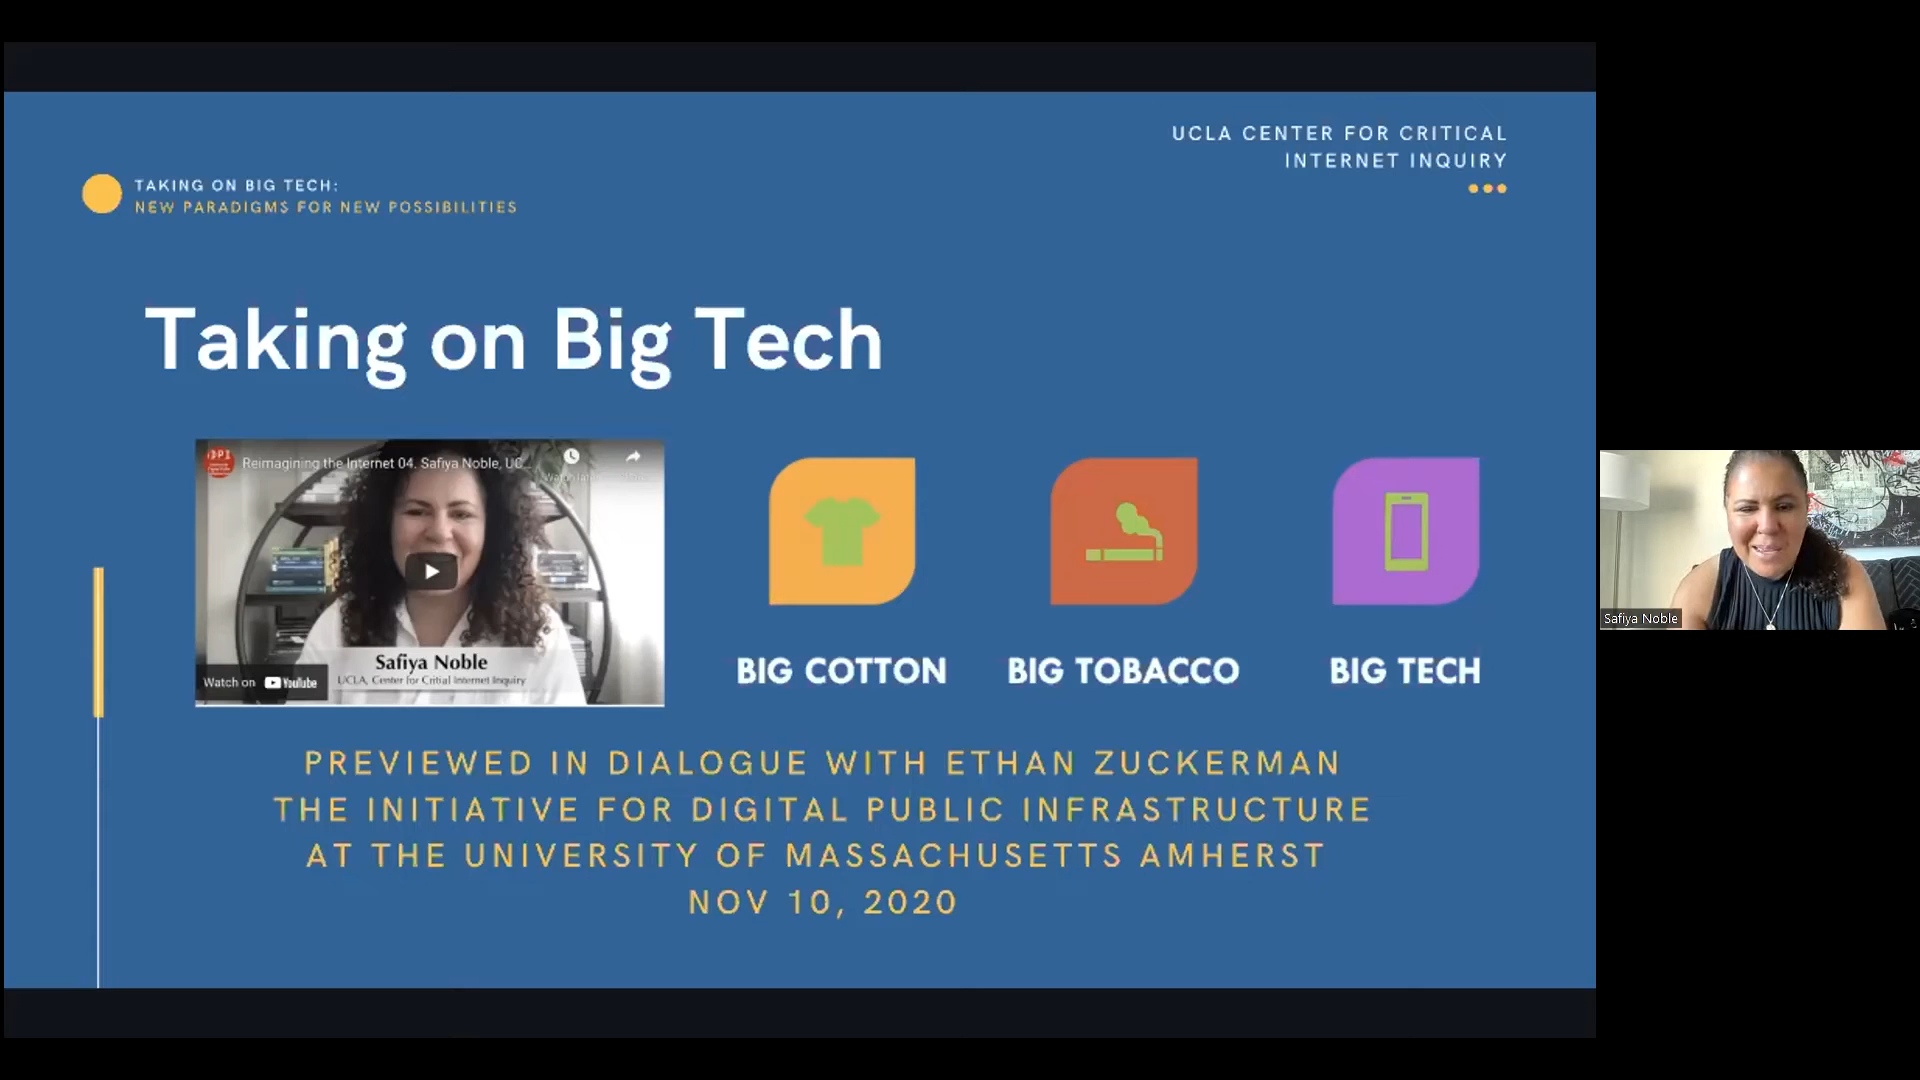 UCLA CENTER FOR CRITICAL
INTERNET INQUIRY
TAKING ON BIG TECH:
NEW PARADIGMS FOR NEW POSSIBILITIES
Taking on Big Tech
DPI
Reimagining the Internet 04. Safiya Noble, UC...
Safiya Noble
UCLA, Center for Critial Internet Inquiry
Watch on YouTube
BIG COTTON
BIG TOBACCO
BIG TECH
PREVIEWED IN DIALOGUE WITH ETHAN ZUCKERMAN
THE INITIATIVE FOR DIGITAL PUBLIC INFRASTRUCTURE
AT THE UNIVERSITY OF MASSACHUSETTS AMHERST
NOV 10, 2020
Safiya Noble